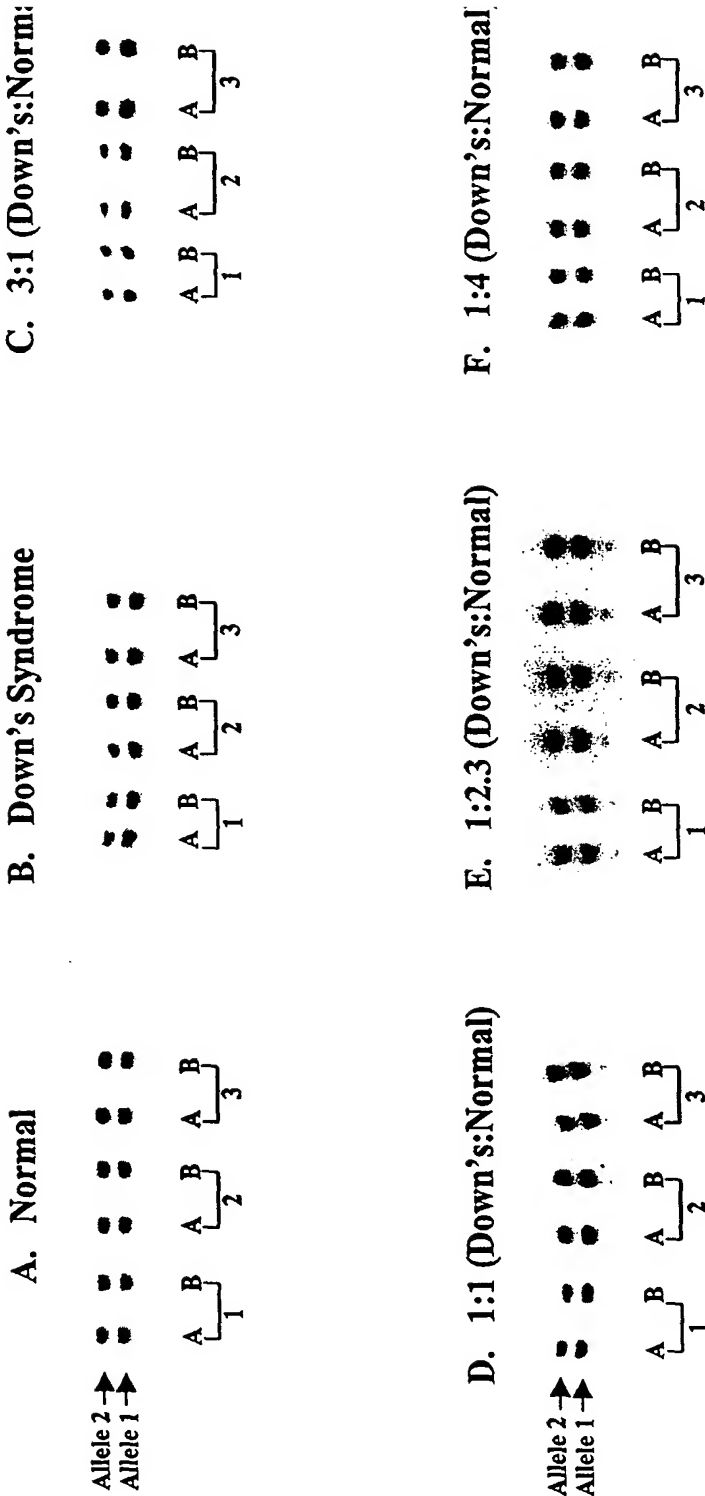 A. Normal
Allele 2
Allele 1
A B A B A B
1 2 3
B. Down's Syndrome
A B A B A B
1 2 3
C. 3:1 (Down's:Norma
A B A B A B
1 2 3
D. 1:1 (Down's:Normal)
Allele 2
Allele 1
A B A B A B
1 2 3
E. 1:2.3 (Down's:Normal)
A B A B A B
1 2 3
F. 1:4 (Down's:Normal
A B A B A B
1 2 3